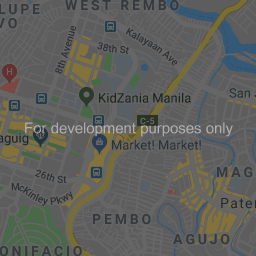 LUPE
WEST REMBO
VO
8th Avenue
38th St
Kalayaan Ave
H
KidZania Manila
San J
C-5
For development purposes only
aguig
Market! Market!
26th St
McKinley Pkwy
MAG
Pater
PEMBO
ONIFACIO
AGUJO